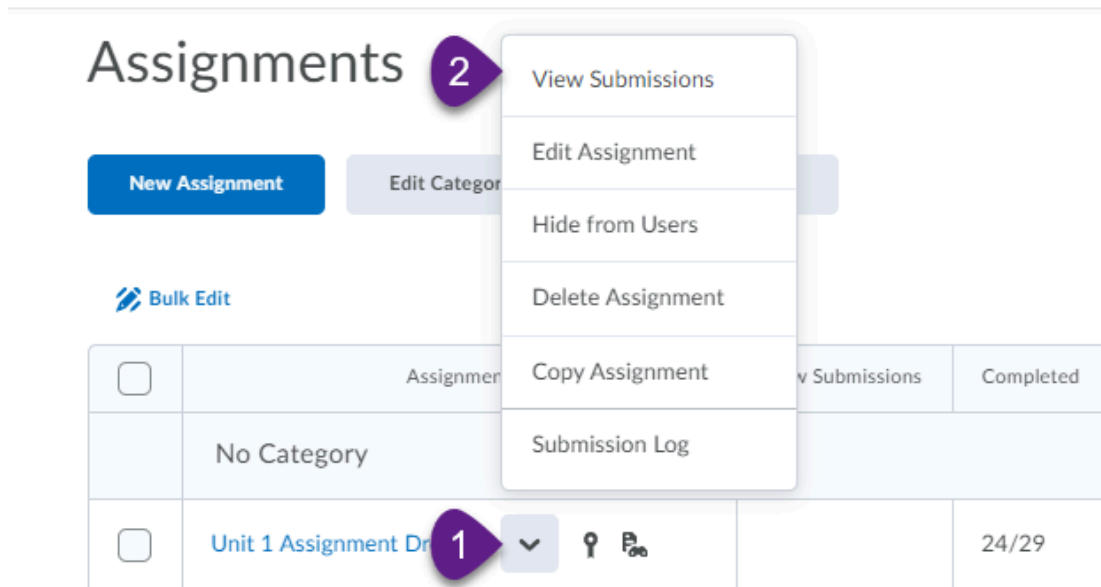 Assignments
2
View Submissions
Edit Assignment
Hide from Users
Delete Assignment
Copy Assignment
Submission Log
New Assignment
Edit Categor
Bulk Edit
Assignmen
w Submissions
Completed
No Category
Unit 1 Assignment Dr
1
24/29